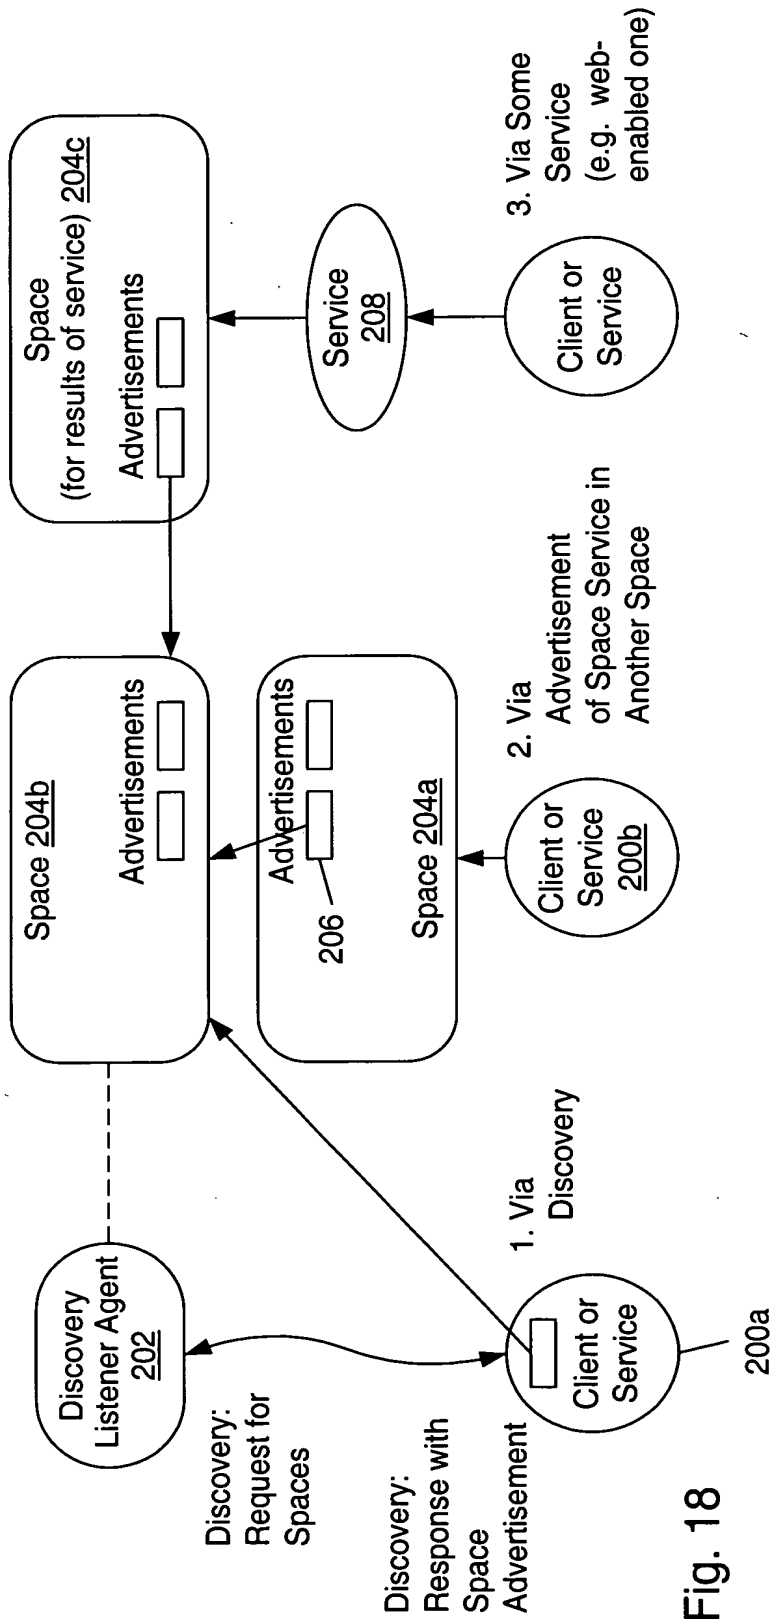 Discovery
Listener Agent
202
Space 204b
Advertisements
Space
(for results of service) 204c
Advertisements
Discovery:
Request for
Spaces
Advertisements
206
Space 204a
Service
208
Discovery:
Response with
Space
Advertisement
Client or
Service
200a
1. Via
Discovery
Client or
Service
200b
2. Via
Advertisement
of Space Service in
Another Space
Client or
Service
3. Via Some
Service
(e.g. web-
enabled one)
Fig. 18